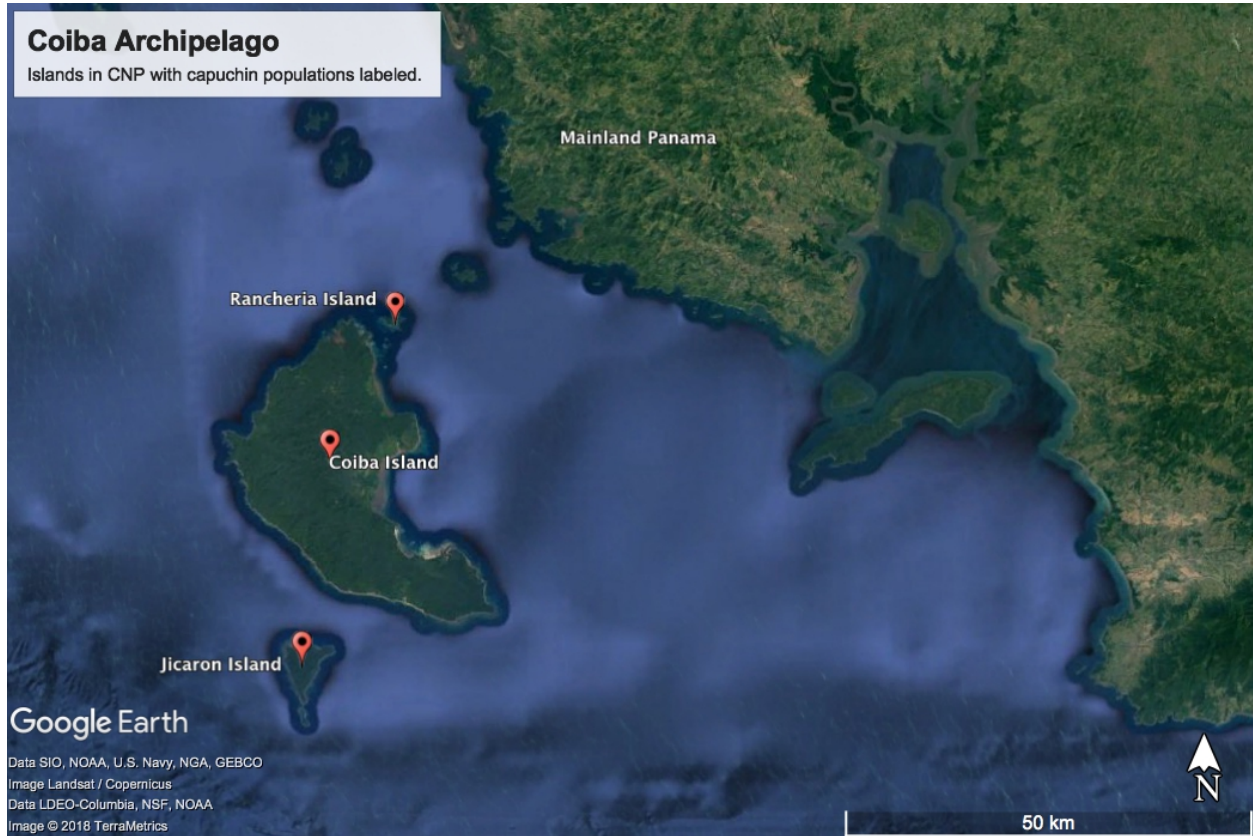 Coiba Archipelago
Islands in CNP with capuchin populations labeled.
Mainland Panama
Rancheria Island
Coiba Island
Jicaron Island
Google Earth
Data SIO, NOAA, U.S. Navy, NGA, GEBCO
Image Landsat / Copernicus
Data LDEO-Columbia, NSF, NOAA
Image © 2018 TerraMetrics
N
50 km